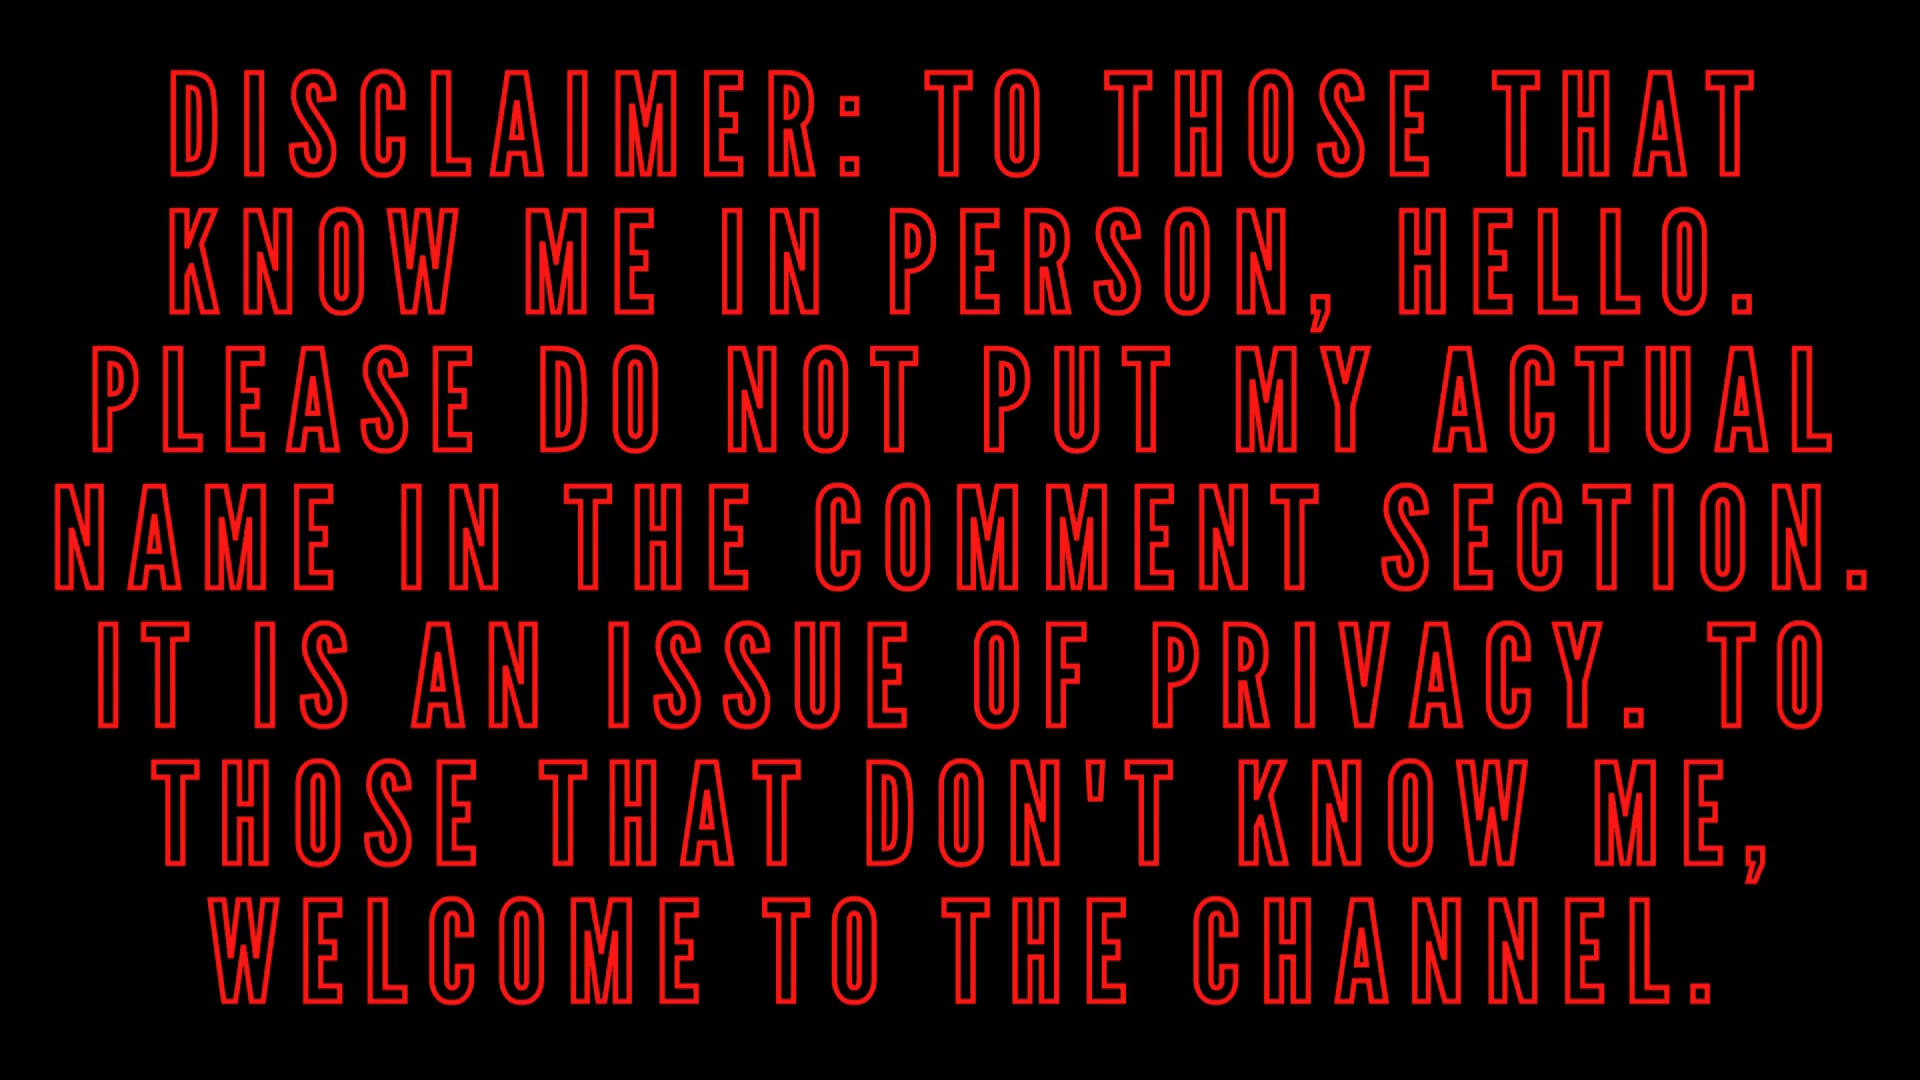 DISCLAIMER: TO THOSE THAT
KNOW ME IN PERSON, HELLO.
PLEASE DO NOT PUT MY ACTUAL
NAME IN THE COMMENT SECTION.
IT IS AN ISSUE OF PRIVACY. TO
THOSE THAT DON'T KNOW ME,
WELCOME TO THE CHANNEL.